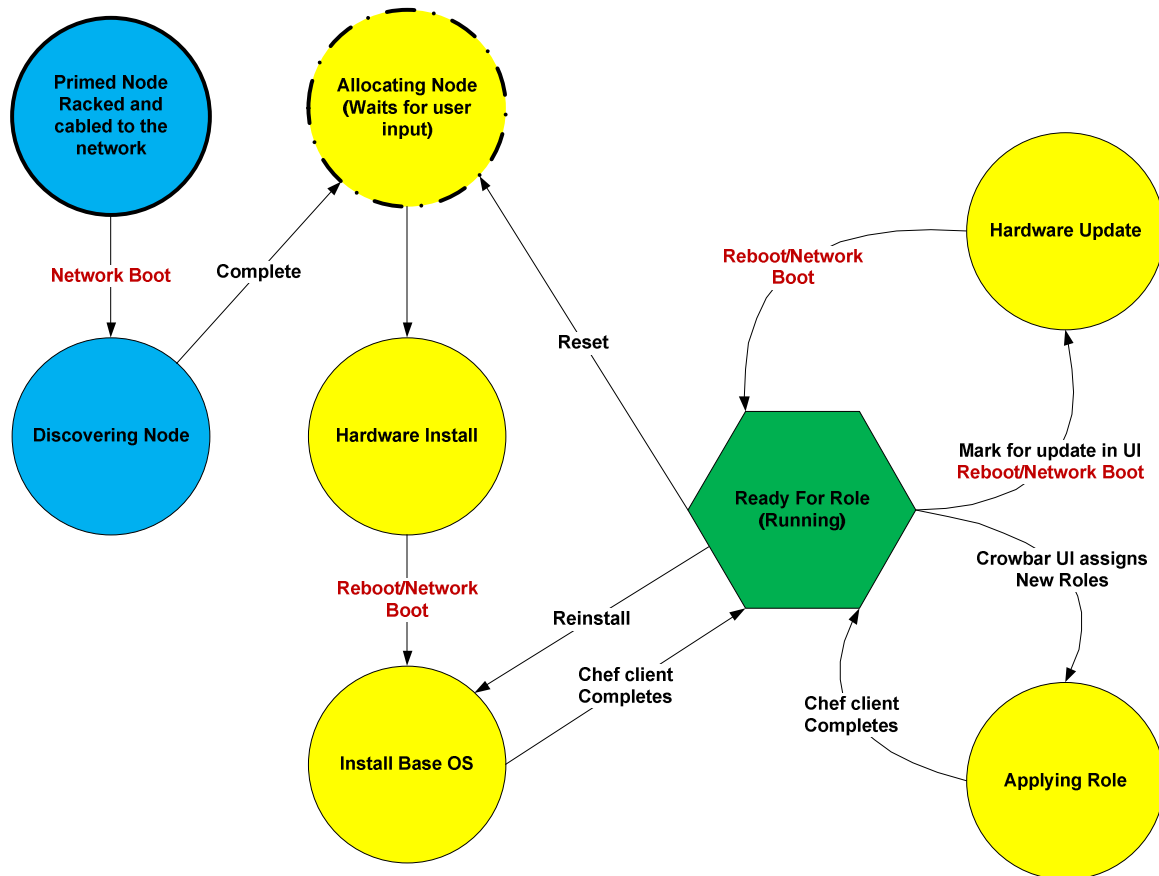 Primed Node
Racked and
cabled to the
network
Allocating Node
(Waits for user
input)
Hardware Update
Network Boot
Complete
Reboot/Network
Boot
Reset
Discovering Node
Hardware Install
Mark for update in UI
Reboot/Network Boot
Ready For Role
(Running)
Crowbar UI assigns
New Roles
Reboot/Network
Boot
Reinstall
Chef client
Completes
Chef client
Completes
Install Base OS
Applying Role